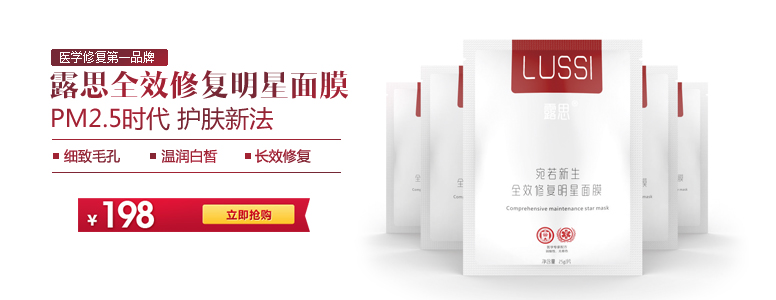 医学修复第一品牌
露思全效修复明星面膜
PM2.5时代 护肤新法
细致毛孔 温润白皙 长效修复
¥198 立即抢购
LUSSI
露思
宛若新生
全效修复明星面膜
Comprehensive maintenance star mask
净含量